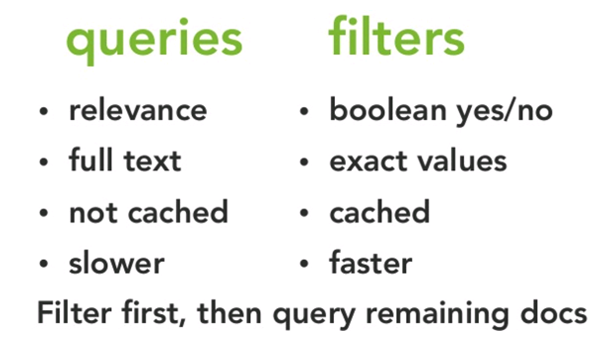 queries filters
• relevance • boolean yes/no
• full text • exact values
• not cached • cached
• slower • faster
Filter first, then query remaining docs